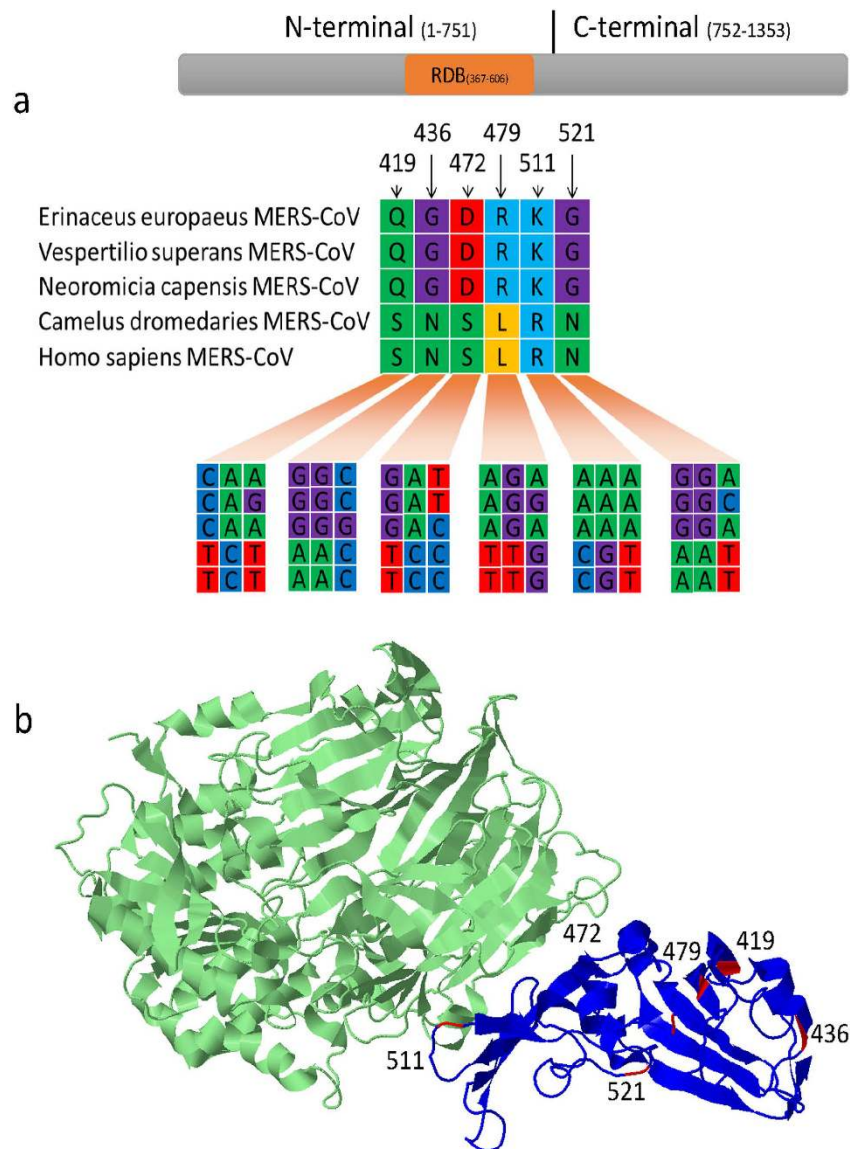 N-terminal (1-751) C-terminal (752-1353)
RDB(367-606)
a
436 479 521
419 472 511
Erinaceus europaeus MERS-CoV Q G D R K G
Vespertilio superans MERS-CoV Q G D R K G
Neoromicia capensis MERS-CoV Q G D R K G
Camelus dromedaries MERS-CoV S N S L R N
Homo sapiens MERS-CoV S N S L R N
C A A G G C G A T A G A A A A G G A
C A G G G C G A T A G G A A A G G C
C A A G G G G A C A G A A A A G G A
T C T A A C T C C T T G C G T A A T
T C T A A C T C C T T G C G T A A T
b
472 479 419
436
511
521